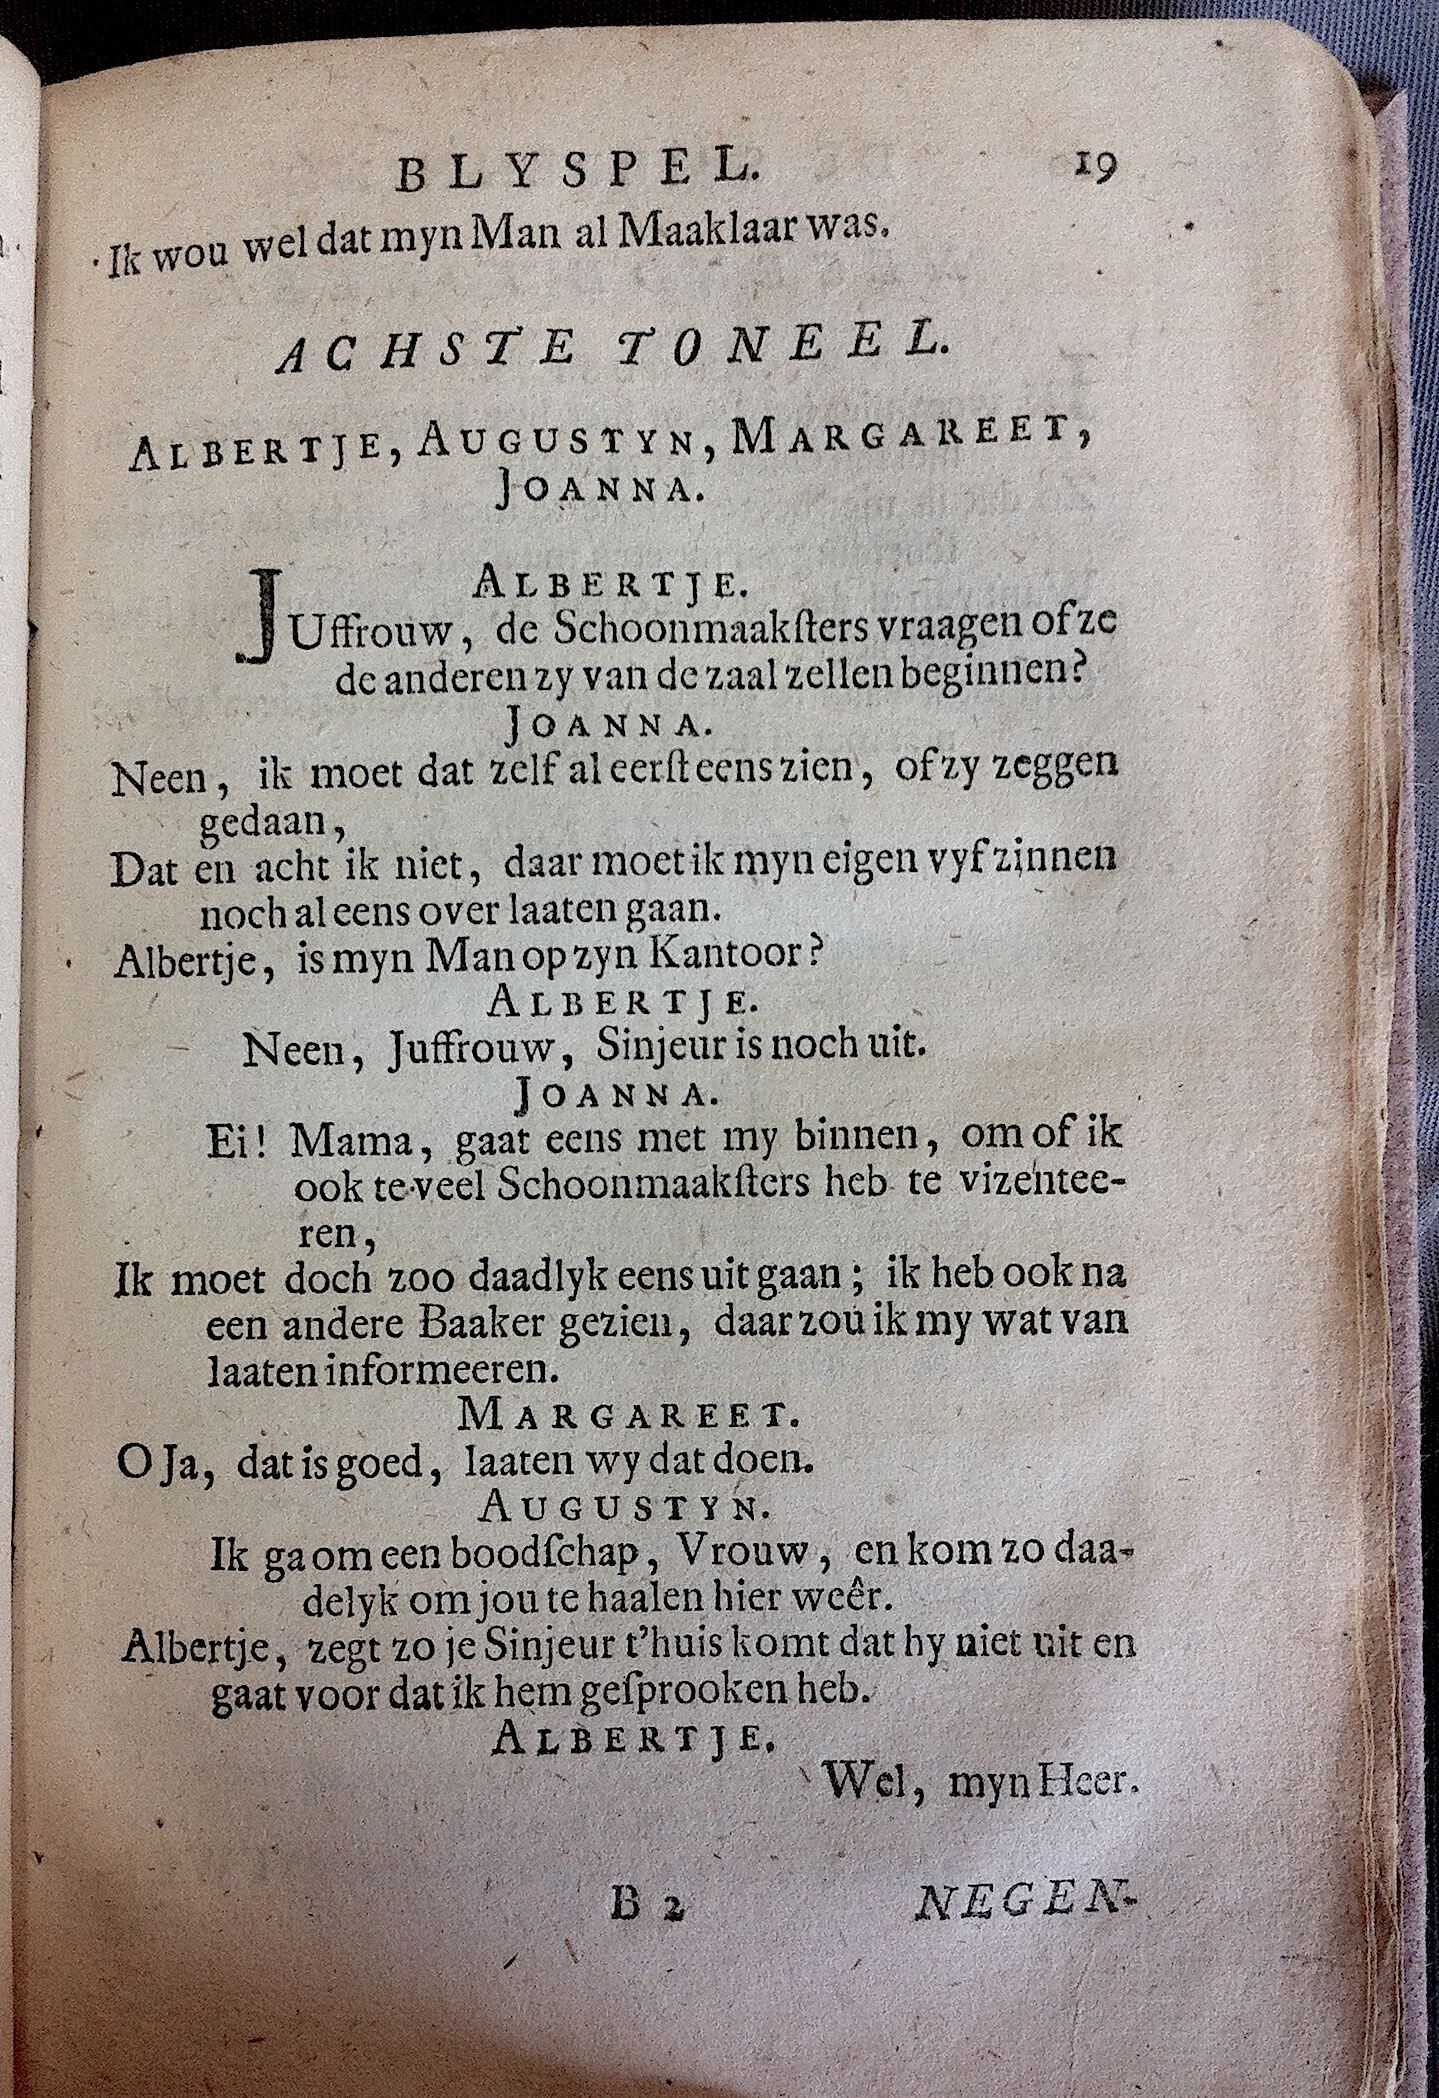 BLYSPEL. 19
Ik wou wel dat myn Man al Maaklaar was.
ACHSTE TONEEL.
ALBERTJE, AUGUSTYN, MARGAREET,
JOANNA.
ALBERTJE.
JUffrouw, de Schoonmaakſters vraagen of ze
de anderen zy van de zaal zellen beginnen?
JOANNA.
Neen, ik moet dat zelf al eerſt eens zien, of zy zeggen
gedaan,
Dat en acht ik niet, daar moet ik myn eigen vyf zinnen
noch al eens over laaten gaan.
Albertje, is myn Man op zyn Kantoor?
ALBERTJE.
Neen, Juffrouw, Sinjeur is noch uit.
JOANNA.
Ei! Mama, gaat eens met my binnen, om of ik
ook te veel Schoonmaakſters heb te vizentee-
ren,
Ik moet doch zoo daadlyk eens uit gaan; ik heb ook na
een andere Baaker gezien, daar zou ik my wat van
laaten informeeren.
MARGAREET.
O Ja, dat is goed, laaten wy dat doen.
AUGUSTYN.
Ik ga om een boodſchap, Vrouw, en kom zo daa-
delyk om jou te haalen hier weêr.
Albertje, zegt zo je Sinjeur t'huis komt dat hy niet uit en
gaat voor dat ik hem geſprooken heb.
ALBERTJE.
Wel, myn Heer.
B 2 NEGEN-